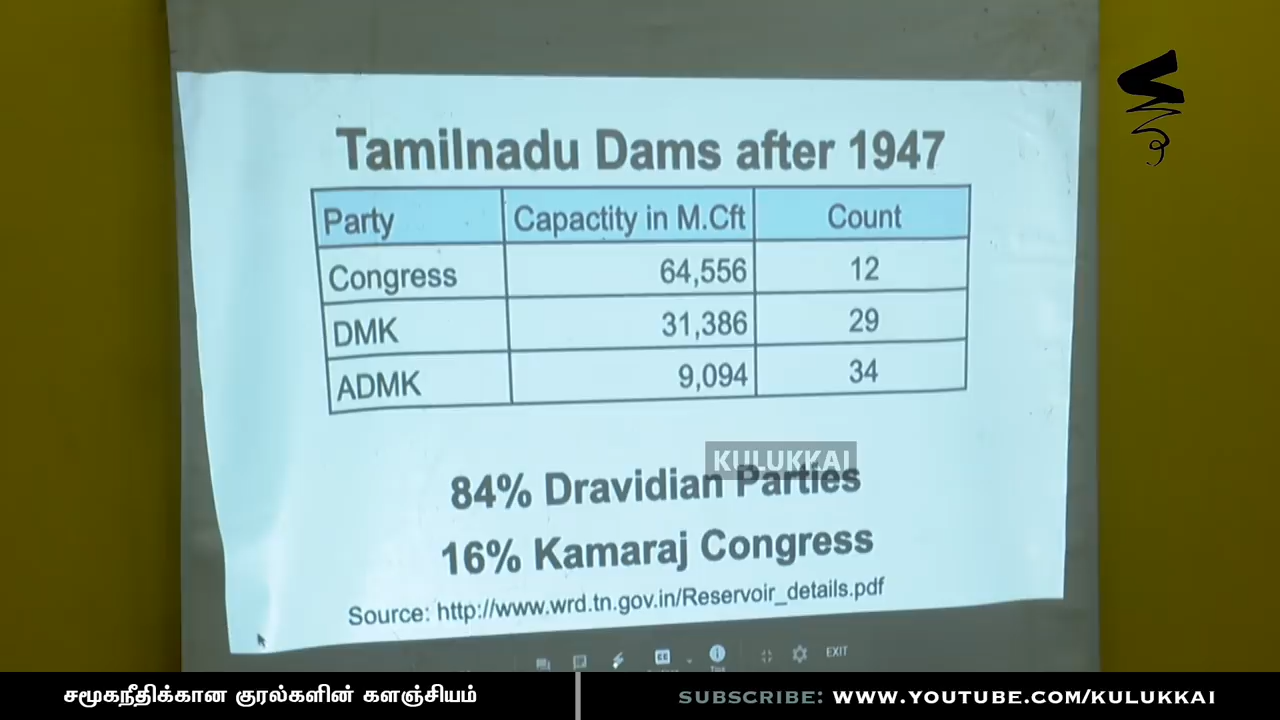 Tamilnadu Dams after 1947
Party Capactity in M.Cft Count
Congress 64,556 12
DMK 31,386 29
ADMK 9,094 34
KULUKKAI
84% Dravidian Parties
16% Kamaraj Congress
Source: http://www.wrd.tn.gov.in/Reservoir_details.pdf
EXIT
சமூகநீதிக்கான குரல்களின் களஞ்சியம்
SUBSCRIBE: WWW.YOUTUBE.COM/KULUKKAI